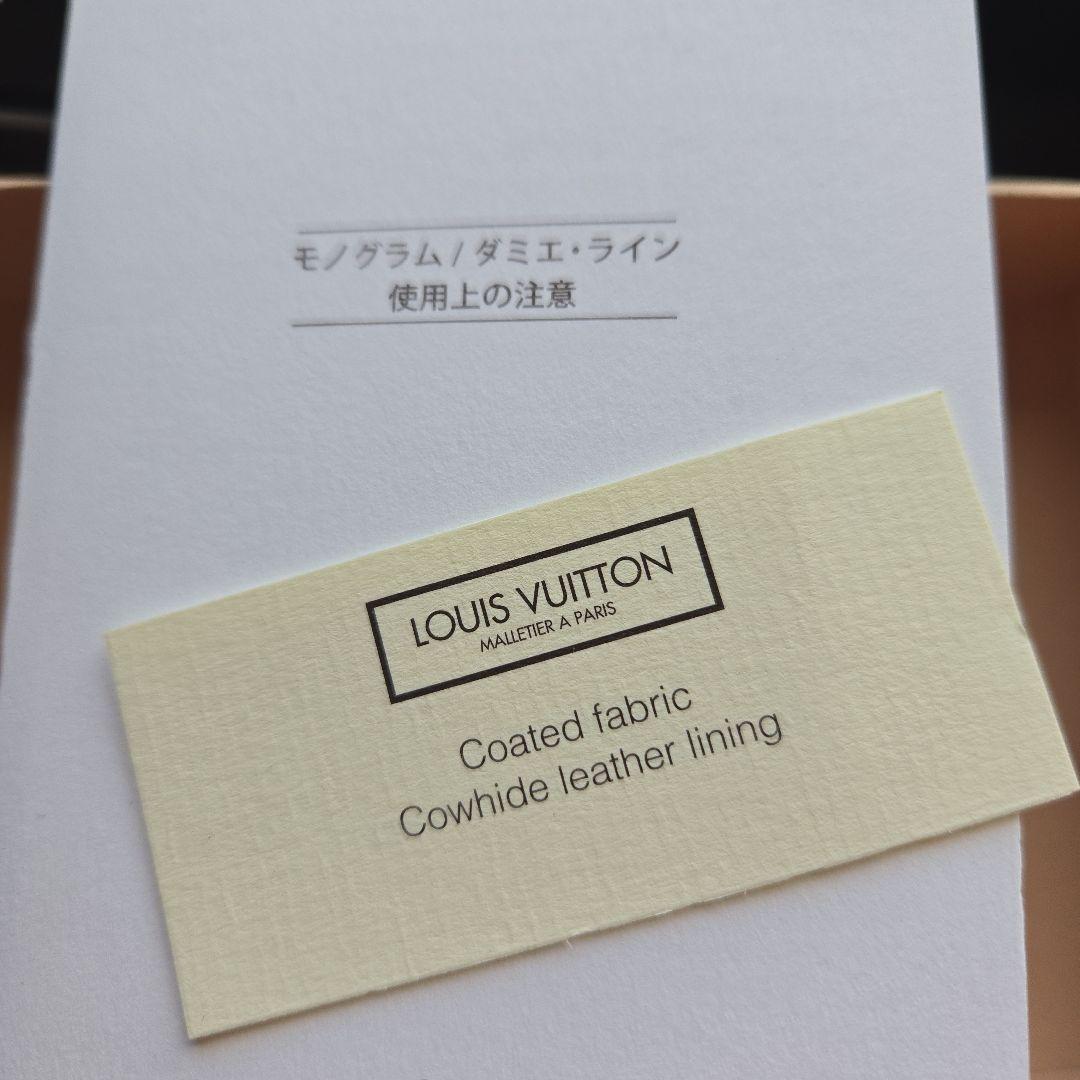 モノグラム / ダミエ・ライン
使用上の注意
LOUIS VUITTON
MALLETIER A PARIS
Coated fabric
Cowhide leather lining